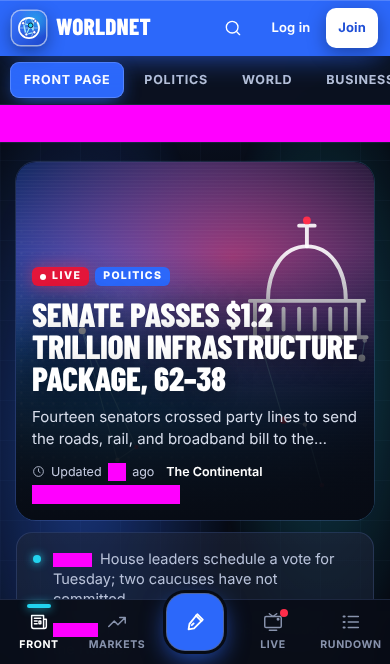 WORLDNET
Log in
Join
FRONT PAGE
POLITICS
WORLD
BUSINESS
LIVE
POLITICS
SENATE PASSES $1.2
TRILLION INFRASTRUCTURE
PACKAGE, 62–38
Fourteen senators crossed party lines to send
the roads, rail, and broadband bill to the…
Updated ago The Continental
House leaders schedule a vote for
Tuesday; two caucuses have not
committed
FRONT
MARKETS
LIVE
RUNDOWN